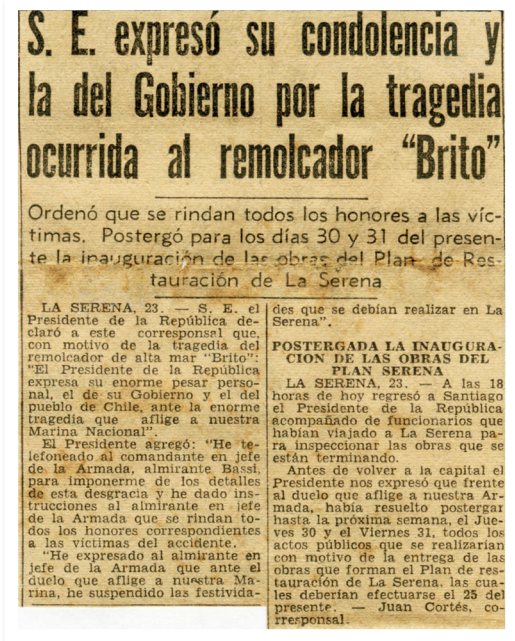 S. E. expresó su condolencia y
la del Gobierno por la tragedia
ocurrida al remolcador “Brito”
Ordenó que se rindan todos los honores a las víc-
timas. Postergó para los días 30 y 31 del presen-
te la inauguración de las obras del Plan de Res-
tauración de La Serena
LA SERENA, 23. — S. E. el
Presidente de la República de-
claró a este corresponsal que,
con motivo de la tragedia del
remolcador de alta mar “Brito”:
“El Presidente de la República
expresa su enorme pesar perso-
nal, el de su Gobierno y el del
pueblo de Chile, ante la enorme
tragedia que aflige a nuestra
Marina Nacional”.
El Presidente agregó: “He te-
lefoneado al comandante en jefe
de la Armada, almirante Bassi,
para imponerme de los detalles
de esta desgracia y he dado ins-
trucciones al almirante en jefe
de la Armada que se rindan to-
dos los honores correspondientes
a las víctimas del accidente.
“He expresado al almirante en
jefe de la Armada que ante el
duelo que aflige a nuestra Ma-
rina, he suspendido las festivida-
des que se debían realizar en La
Serena”.
POSTERGADA LA INAUGURA-
CION DE LAS OBRAS DEL
PLAN SERENA
LA SERENA, 23. — A las 18
horas de hoy regresó a Santiago
el Presidente de la República
acompañado de funcionarios que
habían viajado a La Serena pa-
ra inspeccionar las obras que se
están terminando.
Antes de volver a la capital el
Presidente nos expresó que frente
al duelo que aflige a nuestra Ar-
mada, había resuelto postergar
hasta la próxima semana, el Jue-
ves 30 y el Viernes 31, todos los
actos públicos que se realizarían
con motivo de la entrega de las
obras que forman el Plan de res-
tauración de La Serena, las cua-
les deberían efectuarse el 25 del
presente. — Juan Cortés, co-
rresponsal.